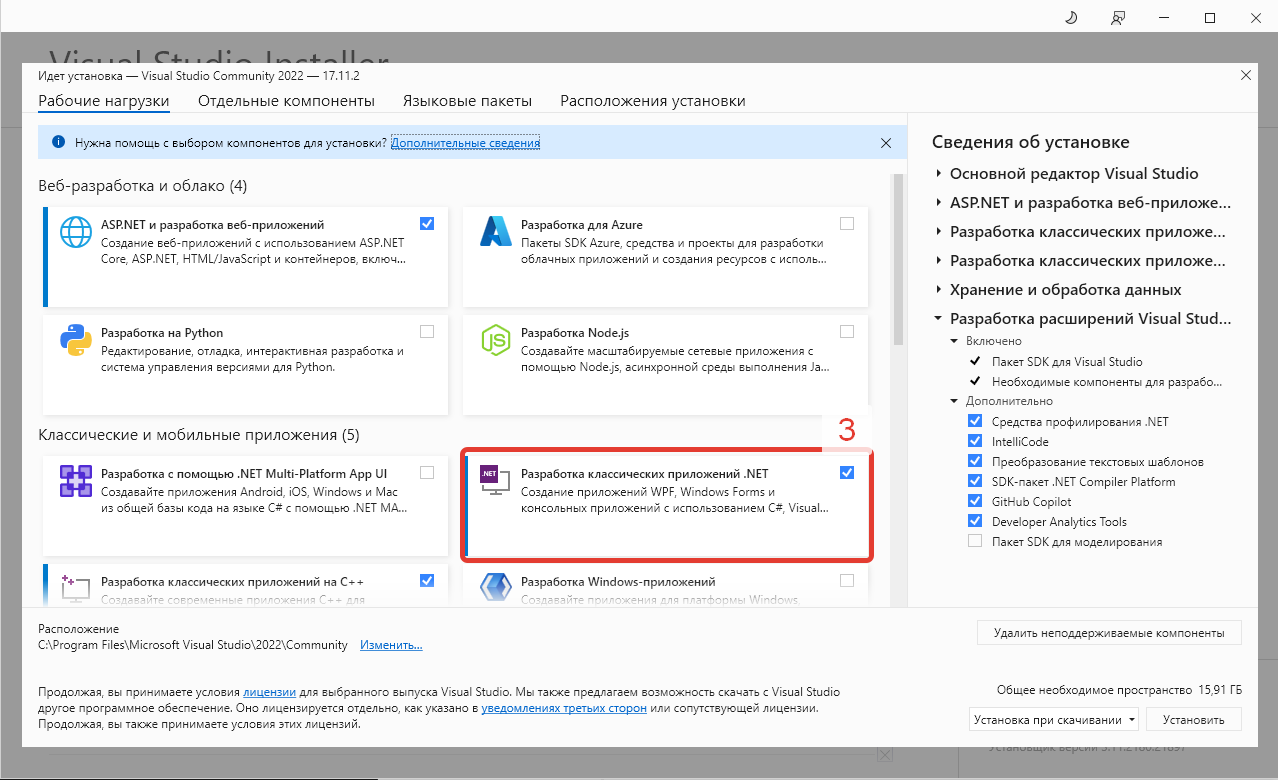 Visual Studio Installer
Идет установка — Visual Studio Community 2022 — 17.11.2
Рабочие нагрузки Отдельные компоненты Языковые пакеты Расположения установки
Нужна помощь с выбором компонентов для установки? Дополнительные сведения
Веб-разработка и облако (4)
ASP.NET и разработка веб-приложений
Создание веб-приложений с использованием ASP.NET
Core, ASP.NET, HTML/JavaScript и контейнеров, включ...
Разработка для Azure
Пакеты SDK Azure, средства и проекты для разработки
облачных приложений и создания ресурсов с исполь...
Разработка на Python
Редактирование, отладка, интерактивная разработка и
система управления версиями для Python.
Разработка Node.js
Создавайте масштабируемые сетевые приложения с
помощью Node.js, асинхронной среды выполнения Ja...
Классические и мобильные приложения (5)
3
Разработка с помощью .NET Multi-Platform App UI
Создавайте приложения Android, iOS, Windows и Mac
из общей базы кода на языке C# с помощью .NET MA...
.NET
Разработка классических приложений .NET
Создание приложений WPF, Windows Forms и
консольных приложений с использованием C#, Visual...
Разработка классических приложений на C++
Создавайте современные приложения C++ для
Разработка Windows-приложений
Создавайте приложения для платформы Windows,
Сведения об установке
Основной редактор Visual Studio
ASP.NET и разработка веб-приложе...
Разработка классических приложе...
Разработка классических приложе...
Хранение и обработка данных
Разработка расширений Visual Stud...
Включено
Пакет SDK для Visual Studio
Необходимые компоненты для разрабо...
Дополнительно
Средства профилирования .NET
IntelliCode
Преобразование текстовых шаблонов
SDK-пакет .NET Compiler Platform
GitHub Copilot
Developer Analytics Tools
Пакет SDK для моделирования
Расположение
C:\Program Files\Microsoft Visual Studio\2022\Community Изменить...
Удалить неподдерживаемые компоненты
Продолжая, вы принимаете условия лицензии для выбранного выпуска Visual Studio. Мы также предлагаем возможность скачать с Visual Studio
другое программное обеспечение. Оно лицензируется отдельно, как указано в уведомлениях третьих сторон или сопутствующей лицензии.
Продолжая, вы также принимаете условия этих лицензий.
Общее необходимое пространство 15,91 ГБ
Установка при скачивании Установить